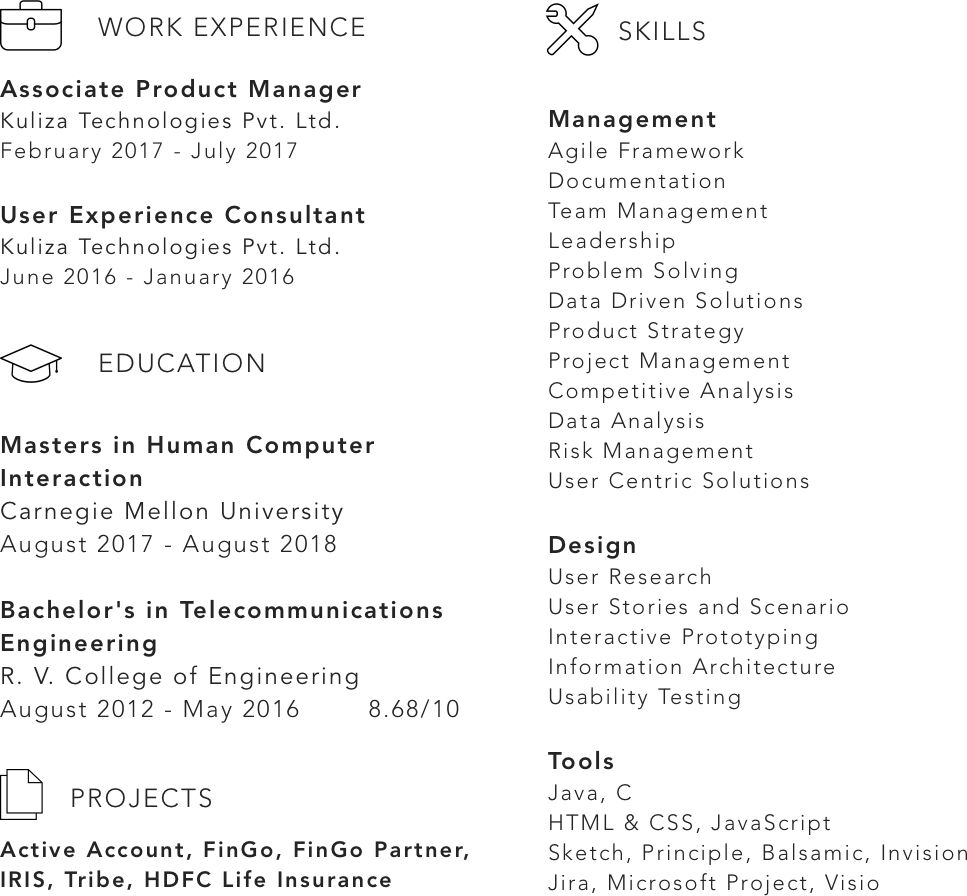 WORK EXPERIENCE
Associate Product Manager
Kuliza Technologies Pvt. Ltd.
February 2017 - July 2017
User Experience Consultant
Kuliza Technologies Pvt. Ltd.
June 2016 - January 2016
EDUCATION
Masters in Human Computer
Interaction
Carnegie Mellon University
August 2017 - August 2018
Bachelor's in Telecommunications
Engineering
R. V. College of Engineering
August 2012 - May 2016 8.68/10
PROJECTS
Active Account, FinGo, FinGo Partner,
IRIS, Tribe, HDFC Life Insurance
SKILLS
Management
Agile Framework
Documentation
Team Management
Leadership
Problem Solving
Data Driven Solutions
Product Strategy
Project Management
Competitive Analysis
Data Analysis
Risk Management
User Centric Solutions
Design
User Research
User Stories and Scenario
Interactive Prototyping
Information Architecture
Usability Testing
Tools
Java, C
HTML & CSS, JavaScript
Sketch, Principle, Balsamic, Invision
Jira, Microsoft Project, Visio